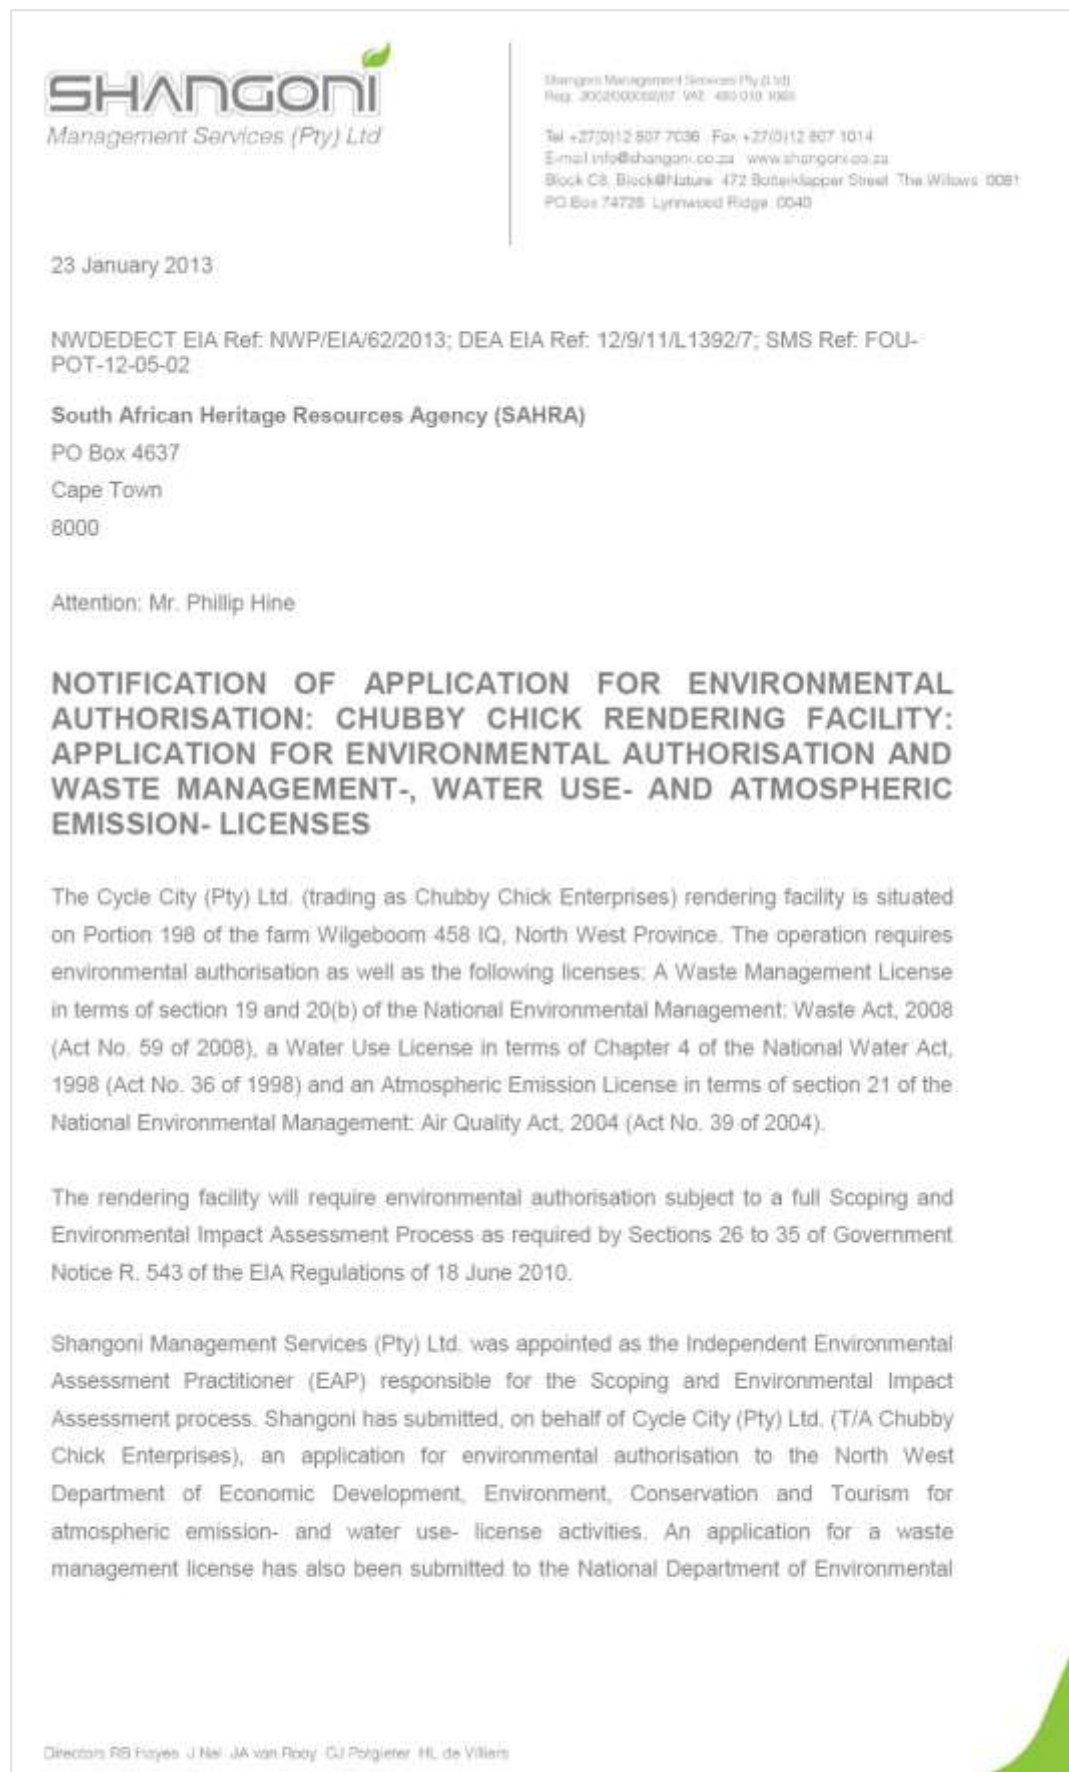 SHANGONI
Management Services (Pty) Ltd
Shangoni Management Services (Pty) (Ltd)
Tel +27(0)12 807 7036 Fax +27(0)12 807 1014
E-mail info@shangoni.co.za www.shangoni.co.za
Block C8, Block@Nature 472 Botterklapper Street The Willows 0081
PO Box 74726 Lynnwood Ridge 0040
23 January 2013
NWDEDECT EIA Ref: NWP/EIA/62/2013; DEA EIA Ref: 12/9/11/L1392/7; SMS Ref: FOU-
POT-12-05-02
South African Heritage Resources Agency (SAHRA)
PO Box 4637
Cape Town
8000
Attention: Mr. Phillip Hine
NOTIFICATION OF APPLICATION FOR ENVIRONMENTAL
AUTHORISATION: CHUBBY CHICK RENDERING FACILITY:
APPLICATION FOR ENVIRONMENTAL AUTHORISATION AND
WASTE MANAGEMENT-, WATER USE- AND ATMOSPHERIC
EMISSION- LICENSES
The Cycle City (Pty) Ltd. (trading as Chubby Chick Enterprises) rendering facility is situated
on Portion 198 of the farm Wilgeboom 458 IQ, North West Province. The operation requires
environmental authorisation as well as the following licenses: A Waste Management License
in terms of section 19 and 20(b) of the National Environmental Management: Waste Act, 2008
(Act No. 59 of 2008), a Water Use License in terms of Chapter 4 of the National Water Act,
1998 (Act No. 36 of 1998) and an Atmospheric Emission License in terms of section 21 of the
National Environmental Management: Air Quality Act, 2004 (Act No. 39 of 2004).
The rendering facility will require environmental authorisation subject to a full Scoping and
Environmental Impact Assessment Process as required by Sections 26 to 35 of Government
Notice R. 543 of the EIA Regulations of 18 June 2010.
Shangoni Management Services (Pty) Ltd. was appointed as the Independent Environmental
Assessment Practitioner (EAP) responsible for the Scoping and Environmental Impact
Assessment process. Shangoni has submitted, on behalf of Cycle City (Pty) Ltd. (T/A Chubby
Chick Enterprises), an application for environmental authorisation to the North West
Department of Economic Development, Environment, Conservation and Tourism for
atmospheric emission- and water use- license activities. An application for a waste
management license has also been submitted to the National Department of Environmental
Directors RB Hayes J Nel JA van Rooy CJ Potgieter HL de Villiers